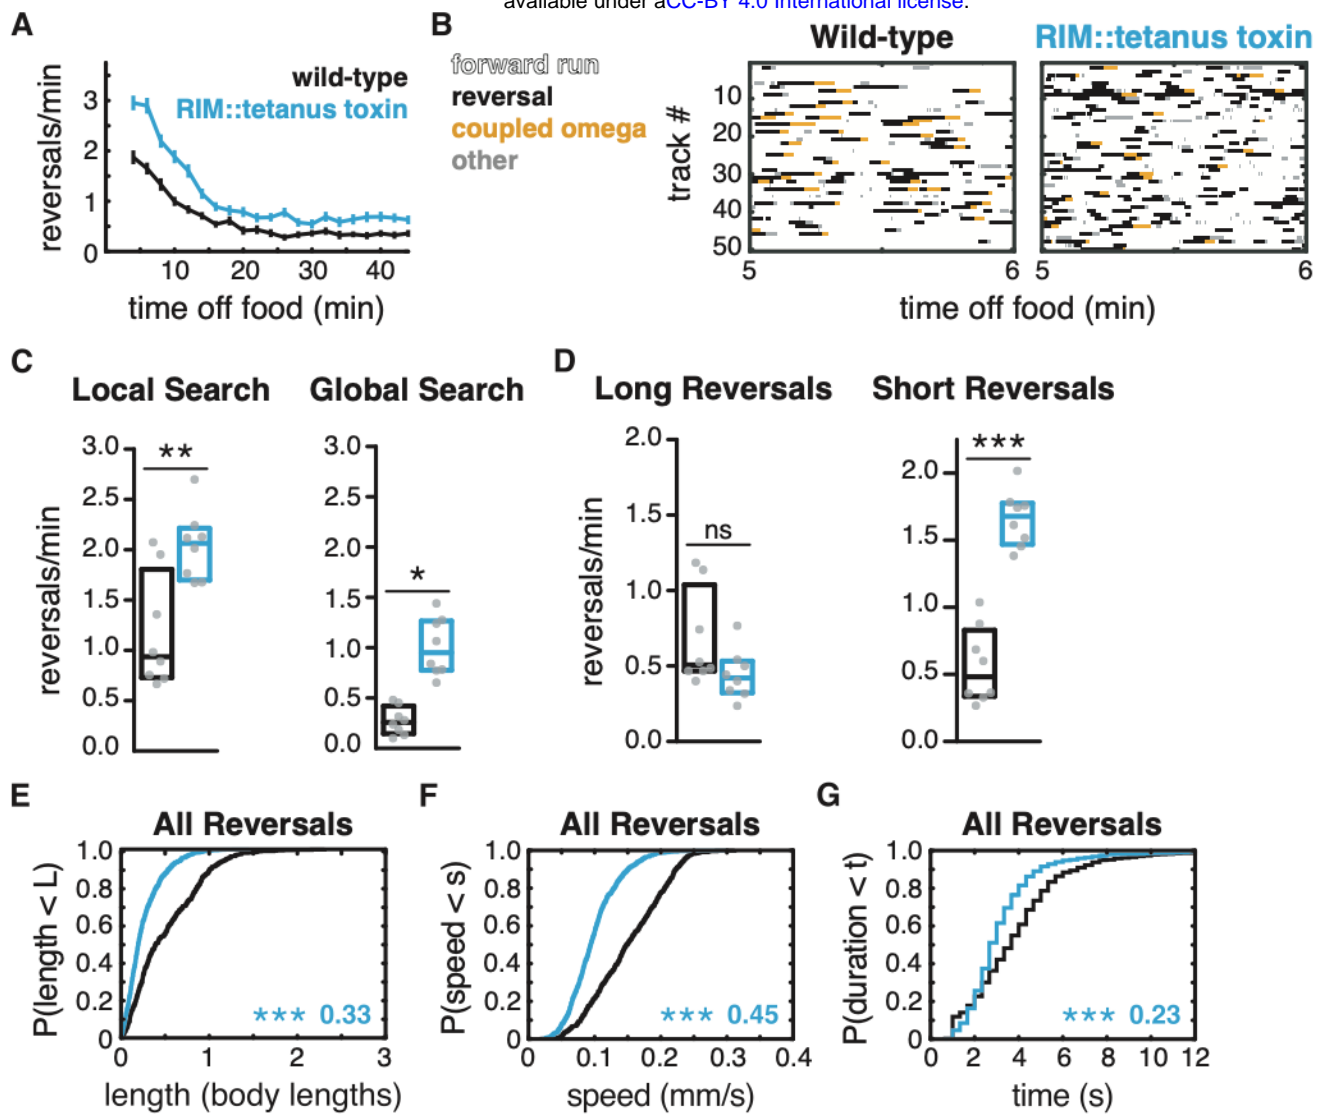 available under aCC-BY 4.0 International license.
A
reversals/min
3
2
1
0
wild-type
RIM::tetanus toxin
10 20 30 40
time off food (min)
B
forward run
reversal
coupled omega
other
Wild-type
RIM::tetanus toxin
track #
10
20
30
40
50
5 6 5 6
time off food (min)
C
Local Search
Global Search
reversals/min
3.0
2.5
2.0
1.5
1.0
0.5
0.0
**
3.0
2.5
2.0
1.5
1.0
0.5
0.0
*
D
Long Reversals
Short Reversals
reversals/min
2.0
1.5
1.0
0.5
0.0
ns
2.0
1.5
1.0
0.5
0.0
***
E
All Reversals
P(length < L)
1.0
0.8
0.6
0.4
0.2
0
*** 0.33
0 1 2 3
length (body lengths)
F
All Reversals
P(speed < s)
1.0
0.8
0.6
0.4
0.2
0
*** 0.45
0 0.1 0.2 0.3 0.4
speed (mm/s)
G
All Reversals
P(duration < t)
1.0
0.8
0.6
0.4
0.2
0
*** 0.23
0 2 4 6 8 10 12
time (s)